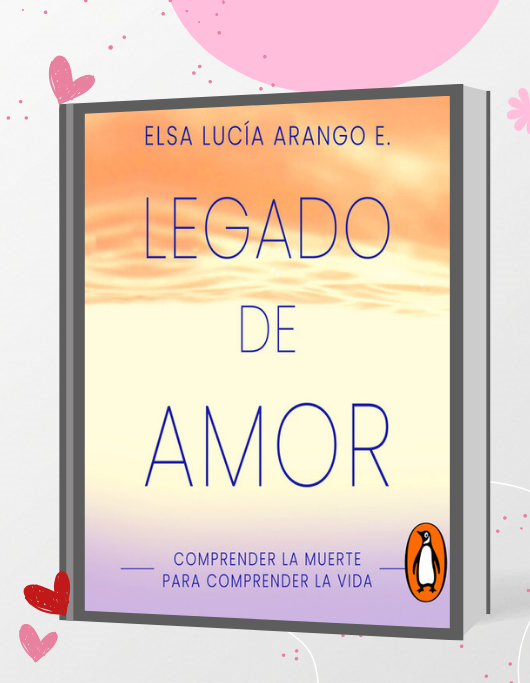 ELSA LUCÍA ARANGO E.
LEGADO
DE
AMOR
COMPRENDER LA MUERTE
PARA COMPRENDER LA VIDA